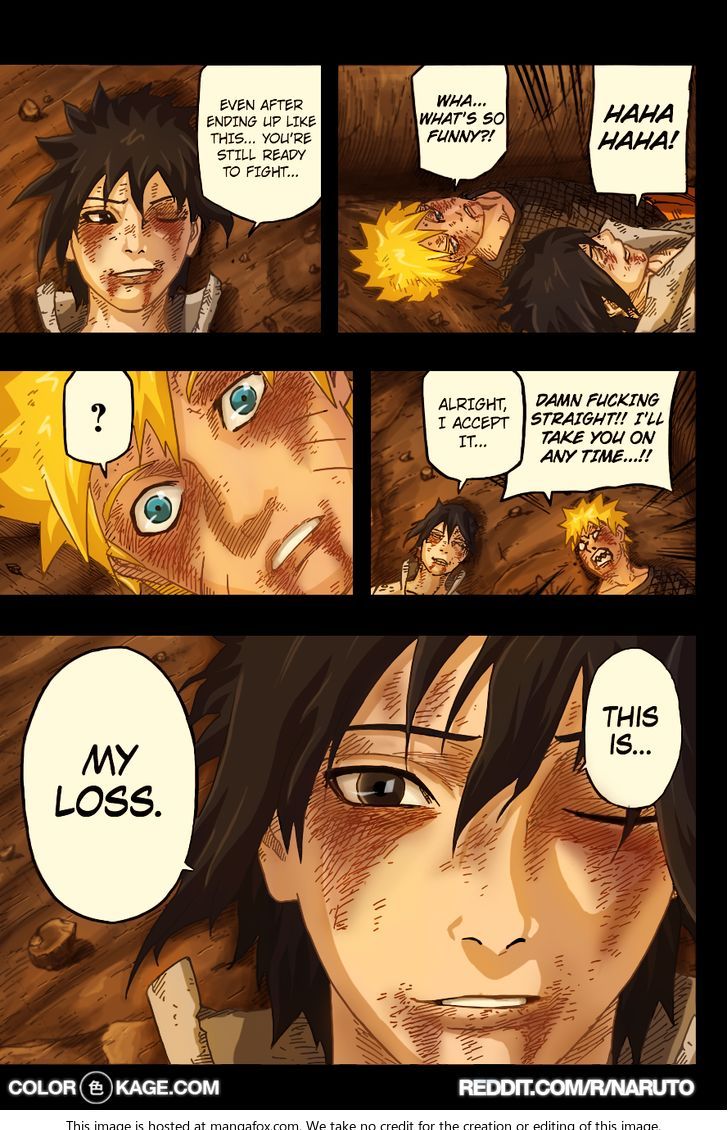 HAHA
HAHA!
WHA...
WHAT'S SO
FUNNY?!
EVEN AFTER
ENDING UP LIKE
THIS... YOU'RE
STILL READY
TO FIGHT...
DAMN FUCKING
STRAIGHT!! I'LL
TAKE YOU ON
ANY TIME...!!
ALRIGHT,
I ACCEPT
IT...
?
THIS
IS...
MY
LOSS.
COLOR 色 KAGE.COM
REDDIT.COM/R/NARUTO
This image is hosted at mangafox.com. We take no credit for the creation or editing of this image.